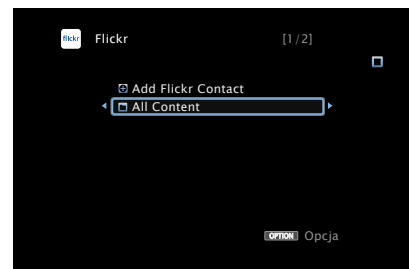 flickr Flickr [1/2]
Add Flickr Contact
All Content
OPTION Opcja